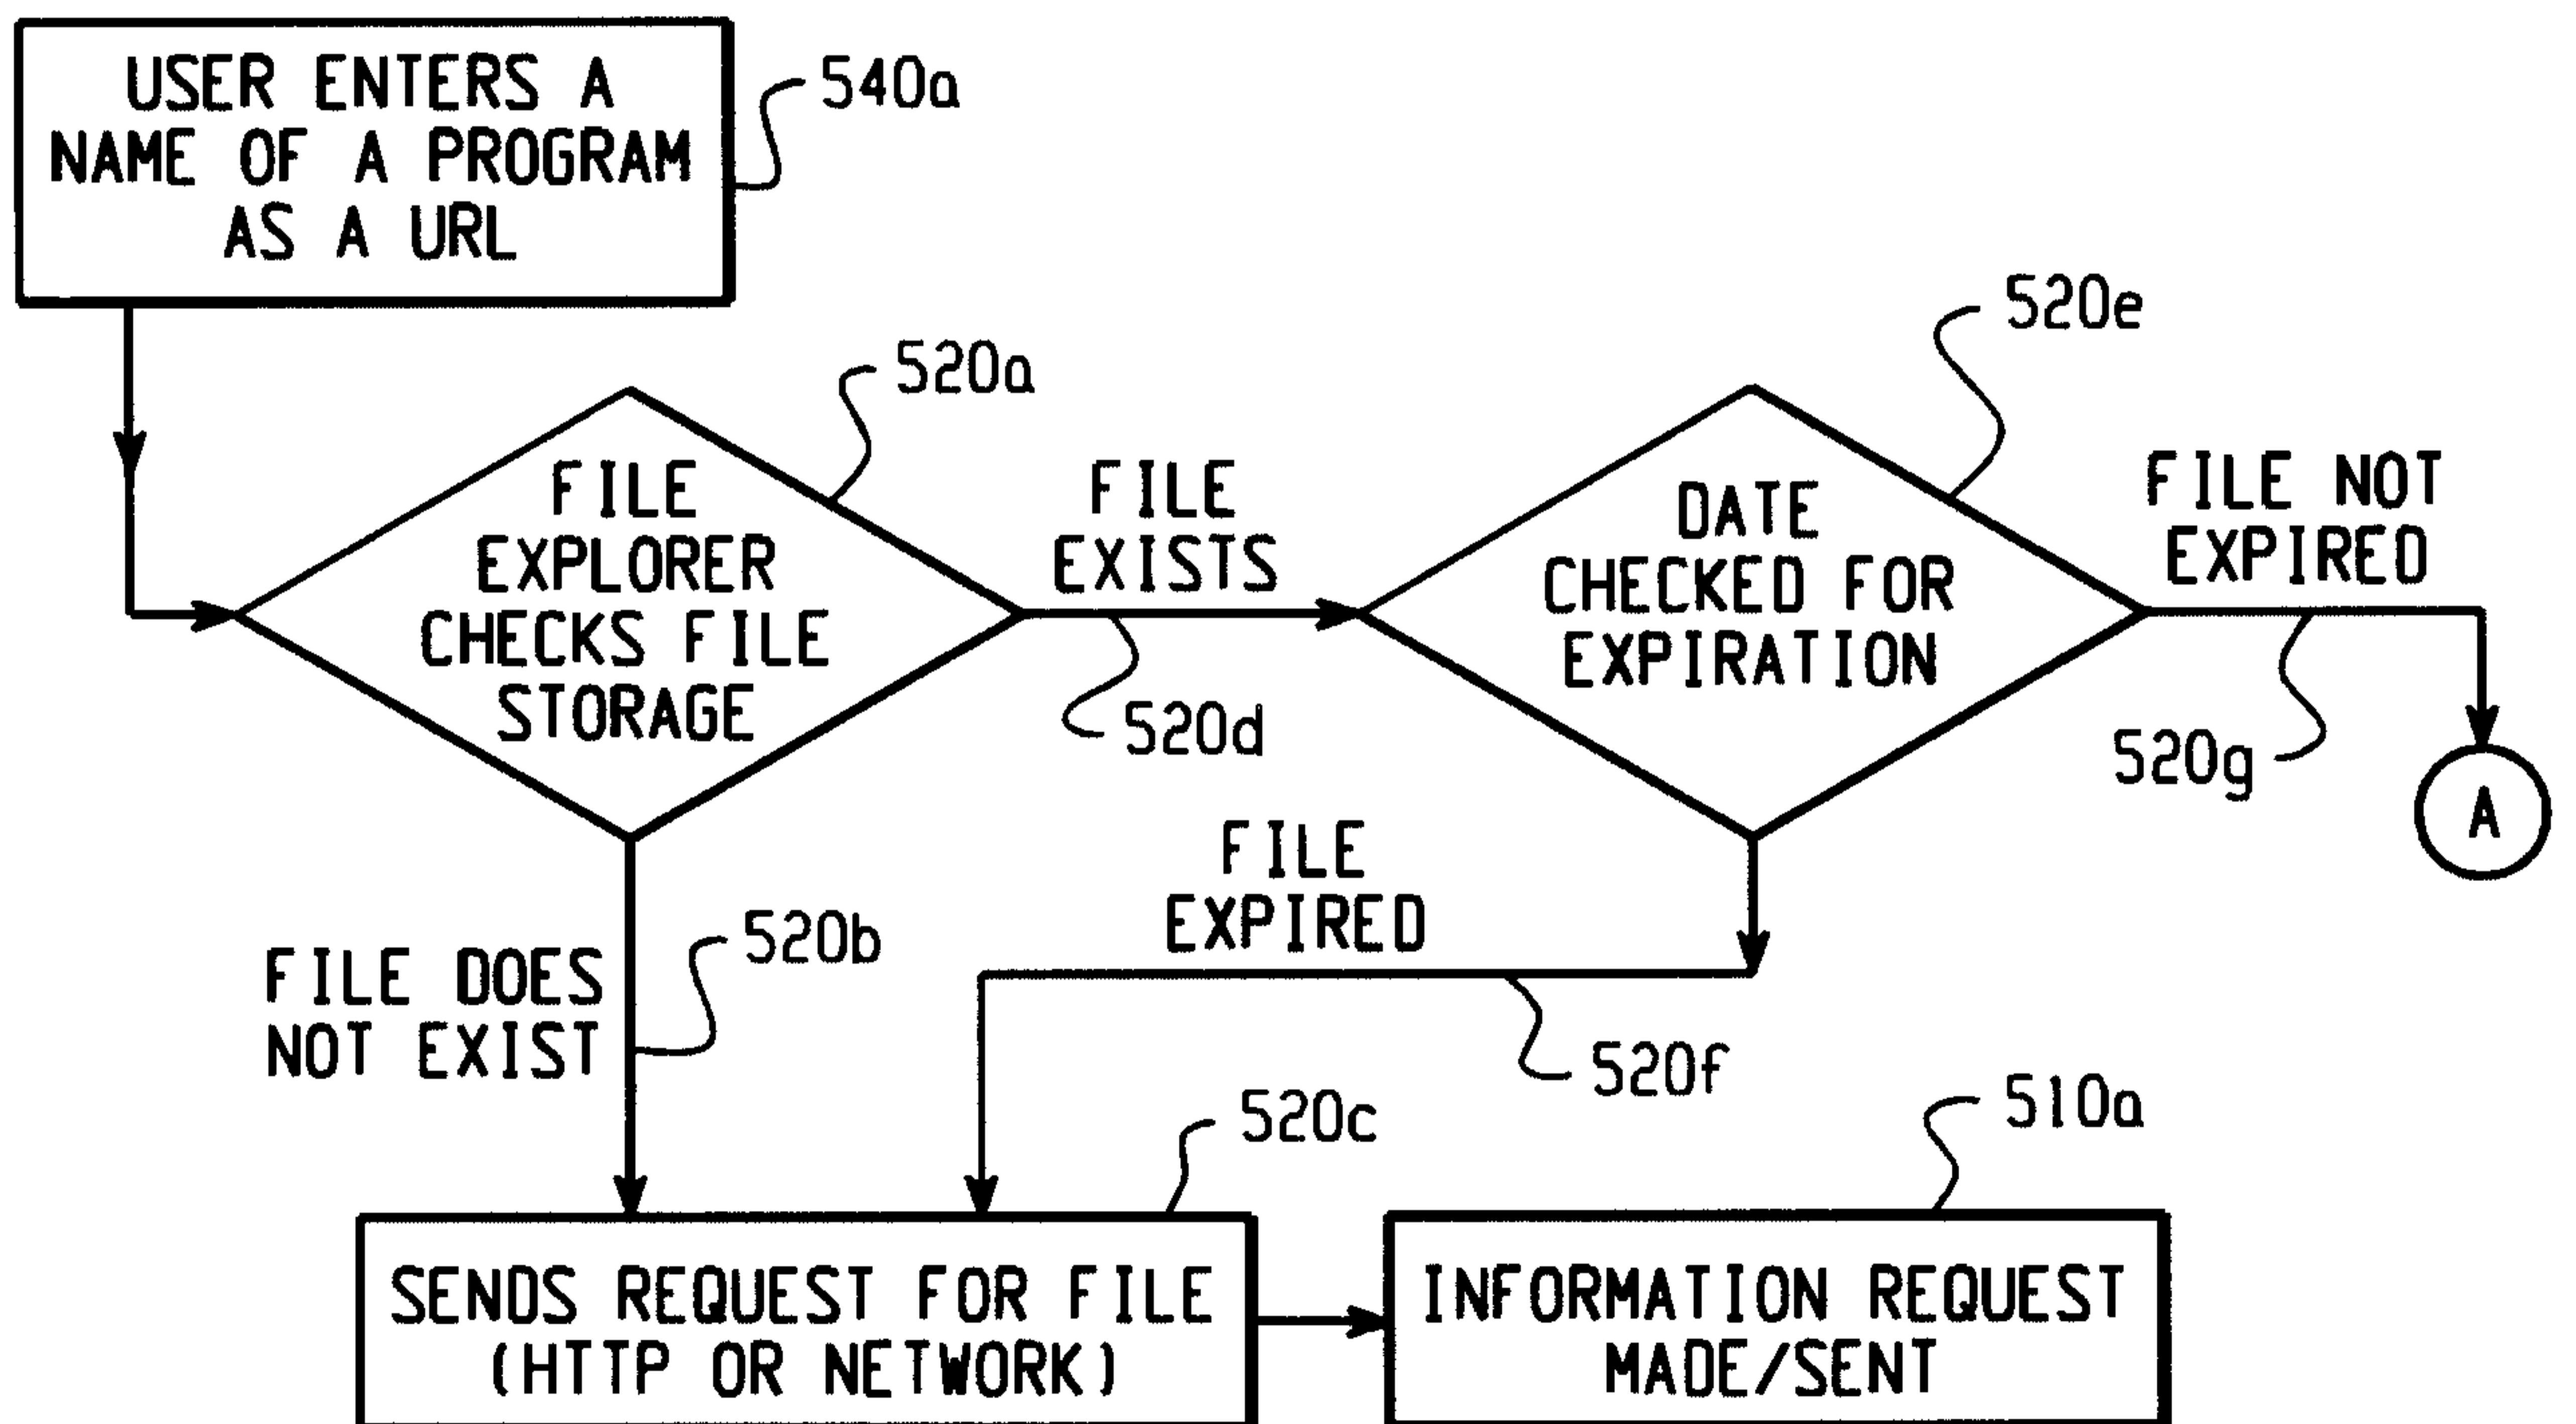 USER ENTERS A
NAME OF A PROGRAM
AS A URL
540a
520a
FILE
EXPLORER
CHECKS FILE
STORAGE
FILE
EXISTS
520d
520e
DATE
CHECKED FOR
EXPIRATION
FILE NOT
EXPIRED
520g
A
FILE DOES
NOT EXIST
520b
FILE
EXPIRED
520f
520c
SENDS REQUEST FOR FILE
(HTTP OR NETWORK)
510a
INFORMATION REQUEST
MADE/SENT